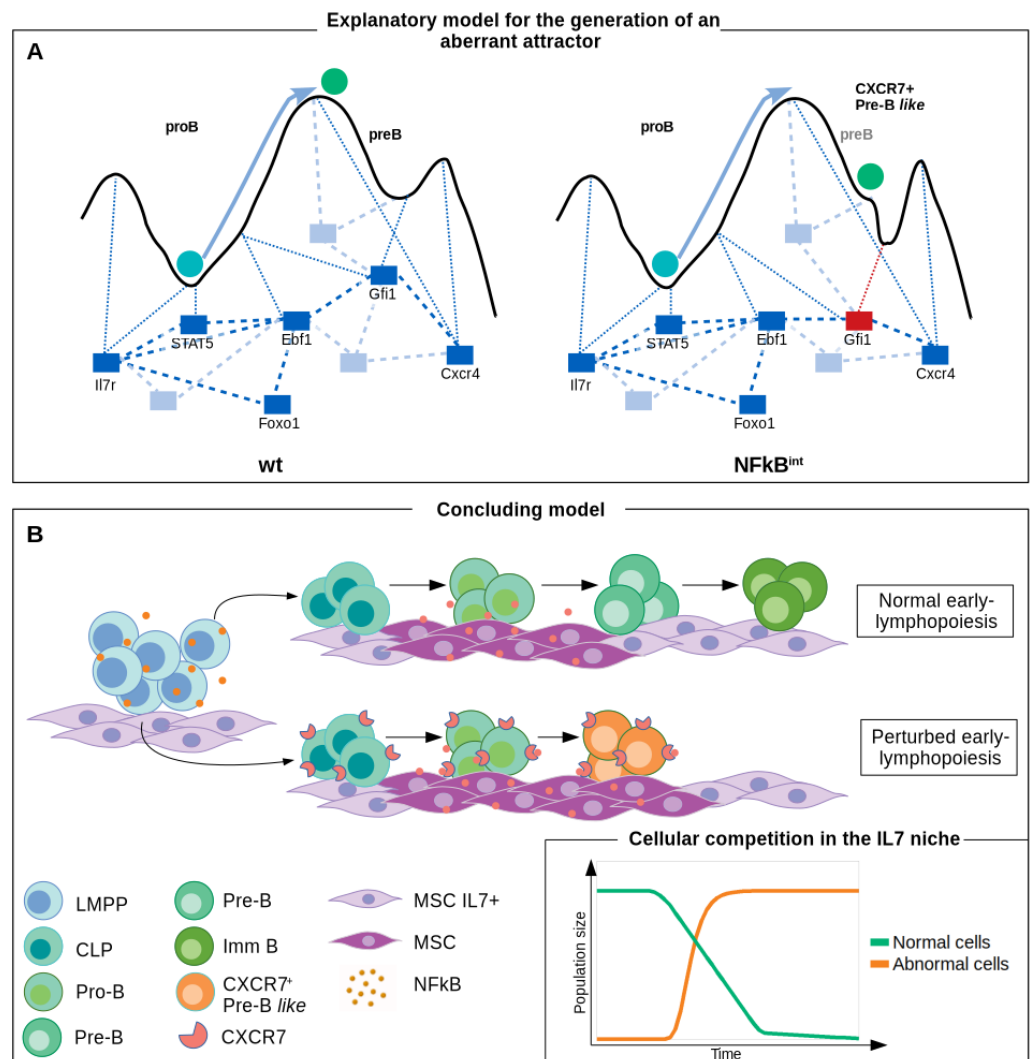 Explanatory model for the generation of an
aberrant attractor
A
proB
preB
Gfi1
STAT5
Ebf1
Il7r
Cxcr4
Foxo1
wt
CXCR7+
Pre-B like
proB
preB
STAT5
Ebf1
Gfi1
Il7r
Cxcr4
Foxo1
NFkBint
Concluding model
B
Normal early-
lymphopoiesis
Perturbed early-
lymphopoiesis
LMPP
CLP
Pro-B
Pre-B
Pre-B
Imm B
CXCR7+
Pre-B like
CXCR7
MSC IL7+
MSC
NFkB
Cellular competition in the IL7 niche
Population size
Time
Normal cells
Abnormal cells